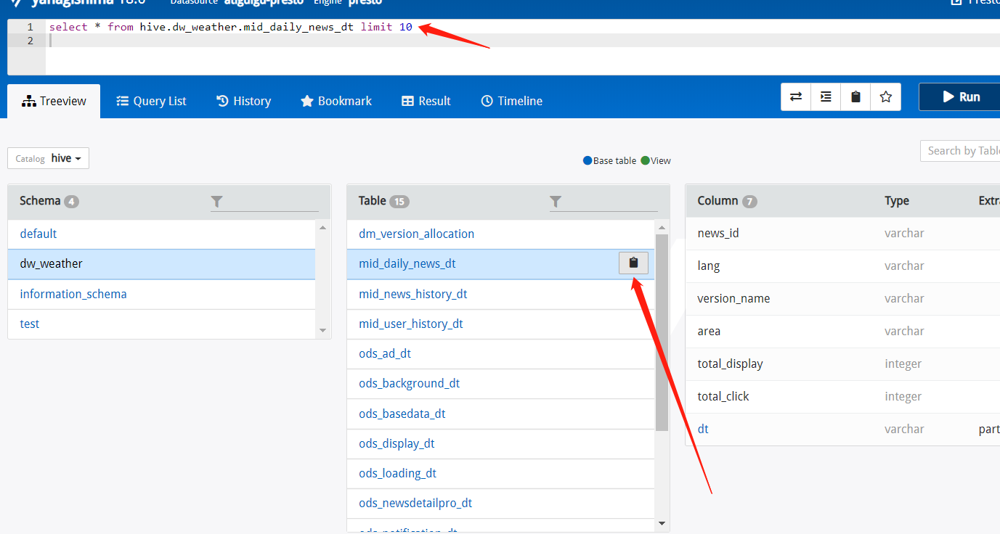 yanagishima 18.0 Datasource atiguigu-presto Engine presto
1 select * from hive.dw_weather.mid_daily_news_dt limit 10
2
Treeview Query List History Bookmark Result Timeline Run
Catalog hive Base table View Search by Tabl
Schema 4 Table 15 Column 7 Type Extra
default
dw_weather
information_schema
test
dm_version_allocation
mid_daily_news_dt
mid_news_history_dt
mid_user_history_dt
ods_ad_dt
ods_background_dt
ods_basedata_dt
ods_display_dt
ods_loading_dt
ods_newsdetailpro_dt
ods_notification_dt
news_id varchar
lang varchar
version_name varchar
area varchar
total_display integer
total_click integer
dt varchar part